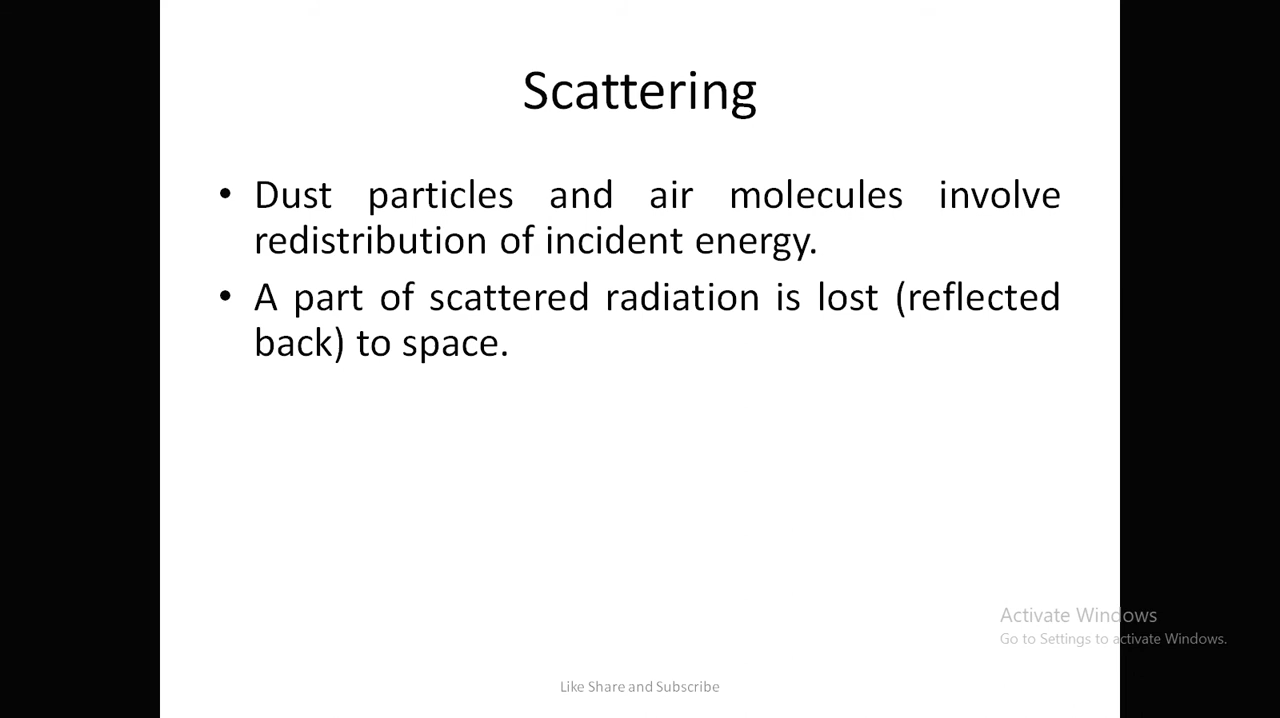 Scattering
• Dust particles and air molecules involve
redistribution of incident energy.
• A part of scattered radiation is lost (reflected
back) to space.
Activate Windows
Go to Settings to activate Windows.
Like Share and Subscribe